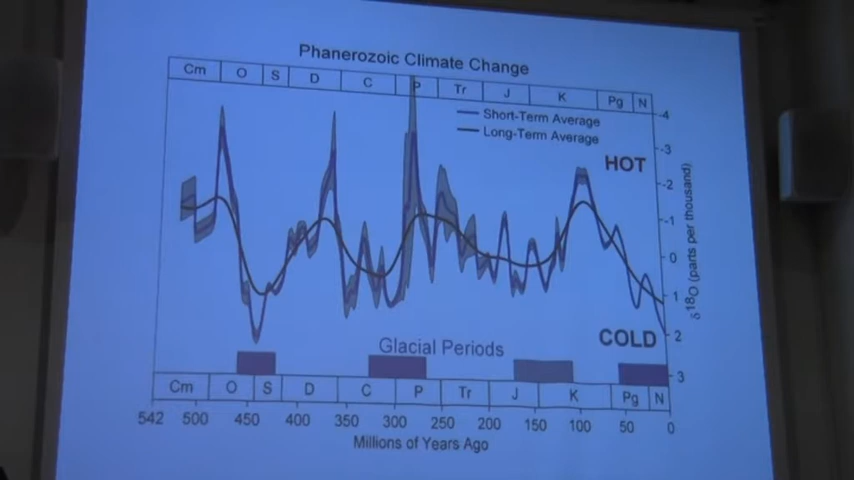 Phanerozoic Climate Change
Cm O S D C P Tr J K Pg N
Short-Term Average
Long-Term Average
HOT
-4
-3
-2
-1
0
1
2
3
δ18O (parts per thousand)
COLD
Glacial Periods
Cm O S D C P Tr J K Pg N
542 500 450 400 350 300 250 200 150 100 50 0
Millions of Years Ago